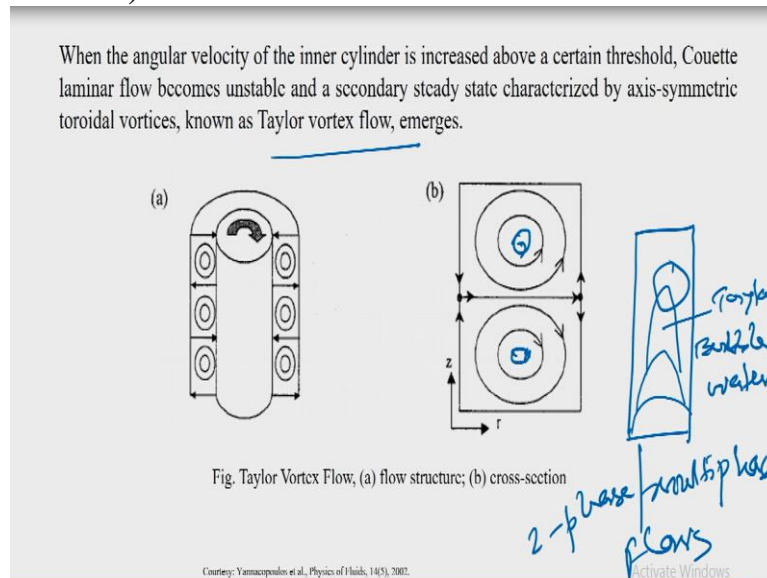 When the angular velocity of the inner cylinder is increased above a certain threshold, Couette
laminar flow becomes unstable and a secondary steady state characterized by axis-symmetric
toroidal vortices, known as Taylor vortex flow, emerges.
(a)
(b)
z
r
Bubble
water
2-phase/multiphase
flows
Fig. Taylor Vortex Flow, (a) flow structure; (b) cross-section
Courtesy: Yannacopoulos et al., Physics of Fluids, 14(5), 2002.
Activate Windows